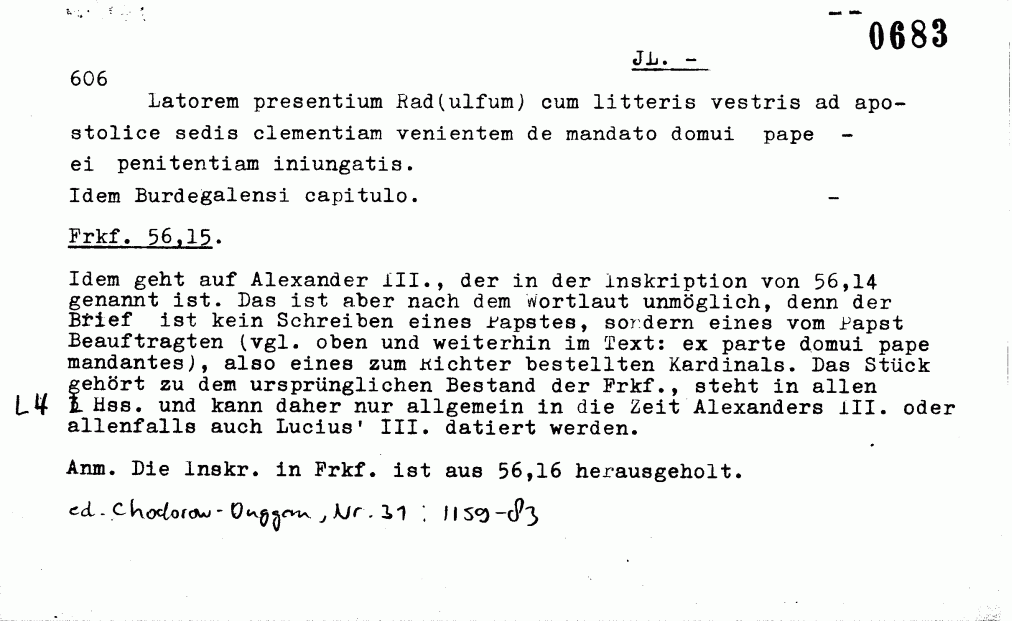 0683
JL. -
606
Latorem presentium Rad(ulfum) cum litteris vestris ad apo-
stolice sedis clementiam venientem de mandato domui pape -
ei penitentiam iniungatis.
Idem Burdegalensi capitulo. -
Frkf. 56,15.
Idem geht auf Alexander III., der in der Inskription von 56,14
genannt ist. Das ist aber nach dem Wortlaut unmöglich, denn der
Brief ist kein Schreiben eines Papstes, sordern eines vom Papst
Beauftragten (vgl. oben und weiterhin im Text: ex parte domui pape
mandantes), also eines zum Richter bestellten Kardinals. Das Stück
gehört zu dem ursprünglichen Bestand der Frkf., steht in allen
L4 Hss. und kann daher nur allgemein in die Zeit Alexanders III. oder
allenfalls auch Lucius' III. datiert werden.
Anm. Die Inskr. in Frkf. ist aus 56,16 herausgeholt.
ed. Chodorow-Duggan, Nr. 31 : 1159-83